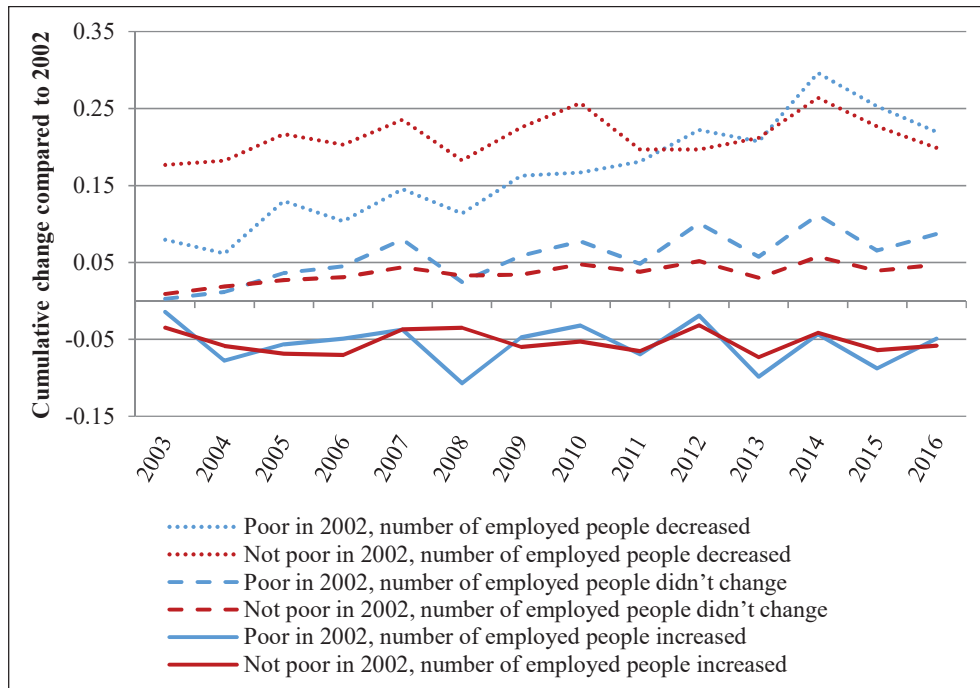 Cumulative change compared to 2002
0.35
0.25
0.15
0.05
-0.05
-0.15
2003
2004
2005
2006
2007
2008
2009
2010
2011
2012
2013
2014
2015
2016
Poor in 2002, number of employed people decreased
Not poor in 2002, number of employed people decreased
Poor in 2002, number of employed people didn’t change
Not poor in 2002, number of employed people didn’t change
Poor in 2002, number of employed people increased
Not poor in 2002, number of employed people increased